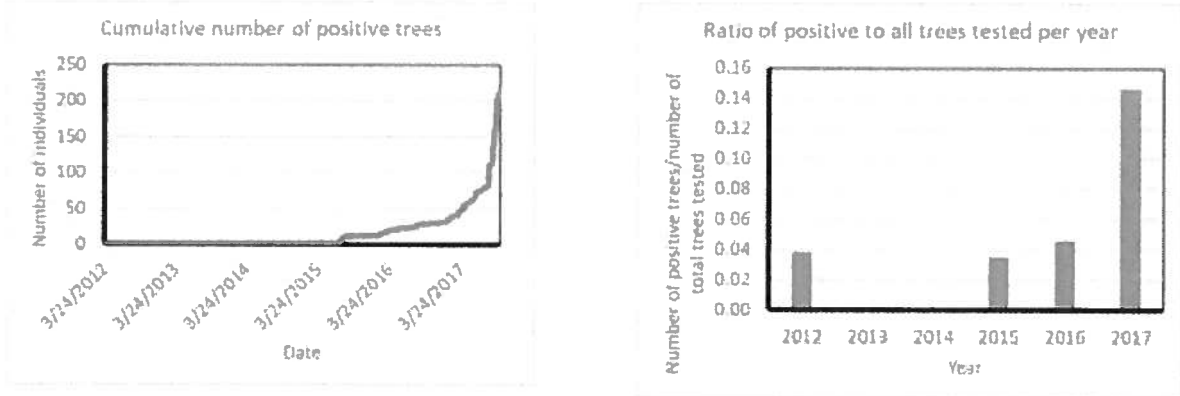 Cumulative number of positive trees
Number of individuals
250
200
150
100
50
0
3/24/2012
3/24/2013
3/24/2014
3/24/2015
3/24/2016
3/24/2017
Date
Ratio of positive to all trees tested per year
Number of positive trees/number of
total trees tested
0.16
0.14
0.12
0.10
0.08
0.06
0.04
0.02
0.00
2012 2013 2014 2015 2016 2017
Year